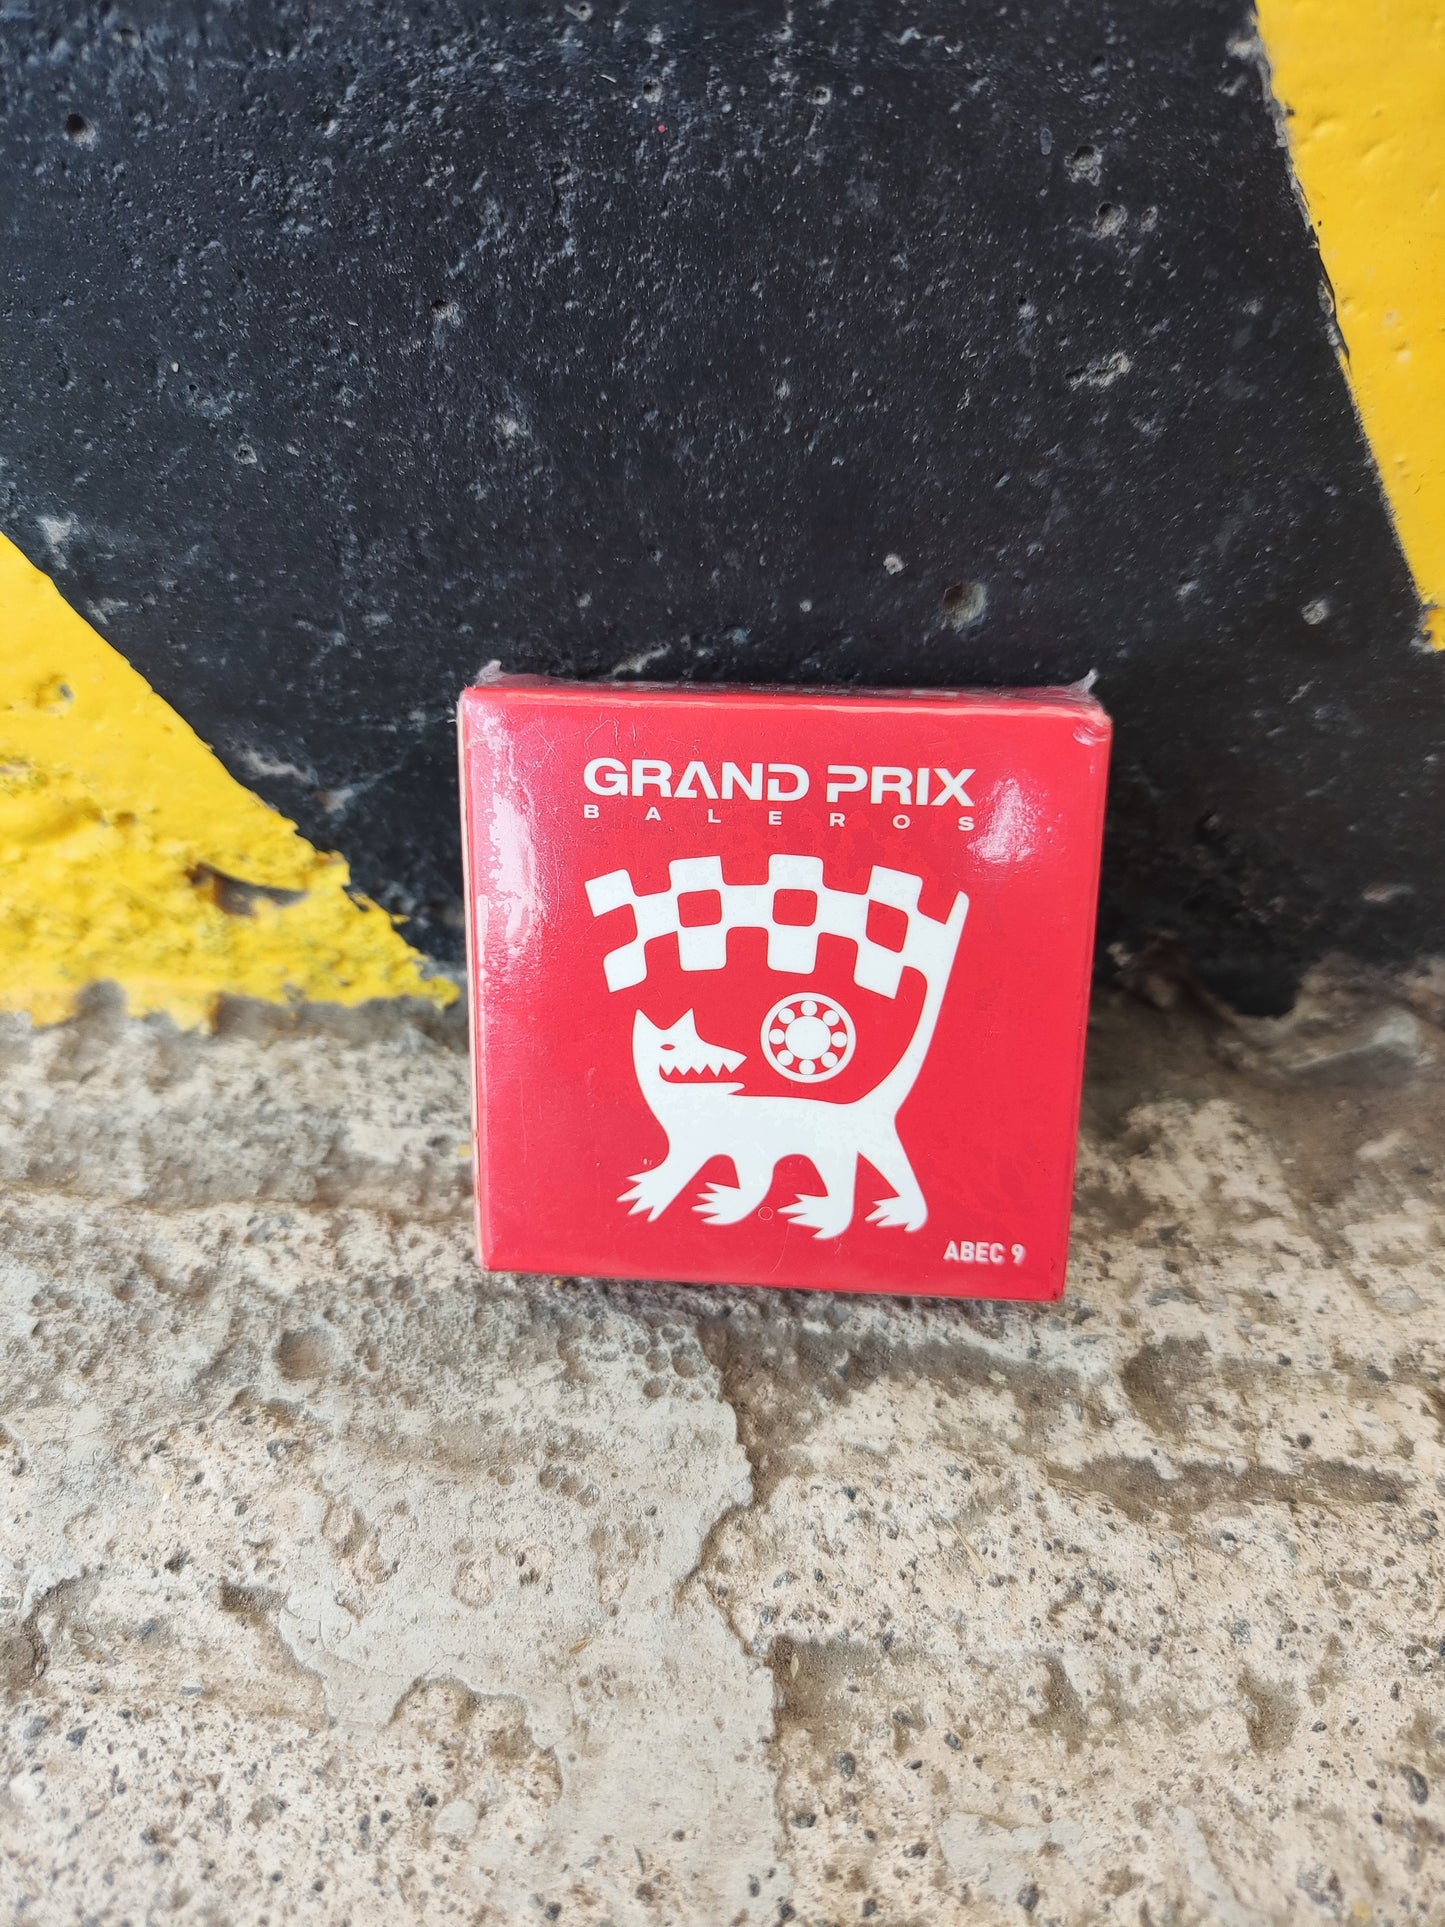 GRAND PRIX
BALEROS
ABEC 9